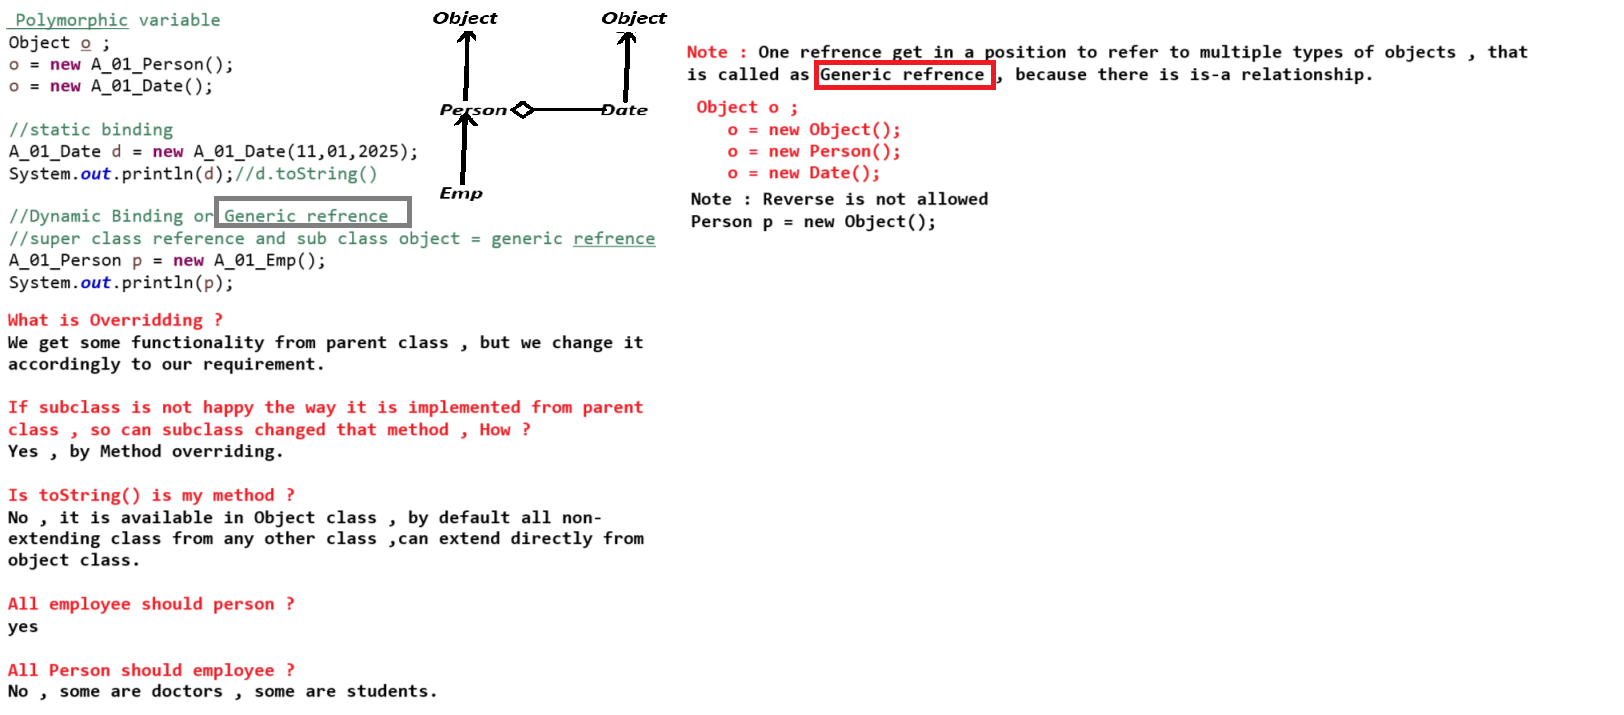 Polymorphic variable
Object o ;
o = new A_01_Person();
o = new A_01_Date();
//static binding
A_01_Date d = new A_01_Date(11,01,2025);
System.out.println(d);//d.toString()
//Dynamic Binding or Generic refrence
//super class reference and sub class object = generic refrence
A_01_Person p = new A_01_Emp();
System.out.println(p);
Object
Object
Person
Date
Emp
What is Overridding ?
We get some functionality from parent class , but we change it
accordingly to our requirement.
If subclass is not happy the way it is implemented from parent
class , so can subclass changed that method , How ?
Yes , by Method overriding.
Is toString() is my method ?
No , it is available in Object class , by default all non-
extending class from any other class ,can extend directly from
object class.
All employee should person ?
yes
All Person should employee ?
No , some are doctors , some are students.
Note : One refrence get in a position to refer to multiple types of objects , that
is called as Generic refrence , because there is is-a relationship.
Object o ;
o = new Object();
o = new Person();
o = new Date();
Note : Reverse is not allowed
Person p = new Object();